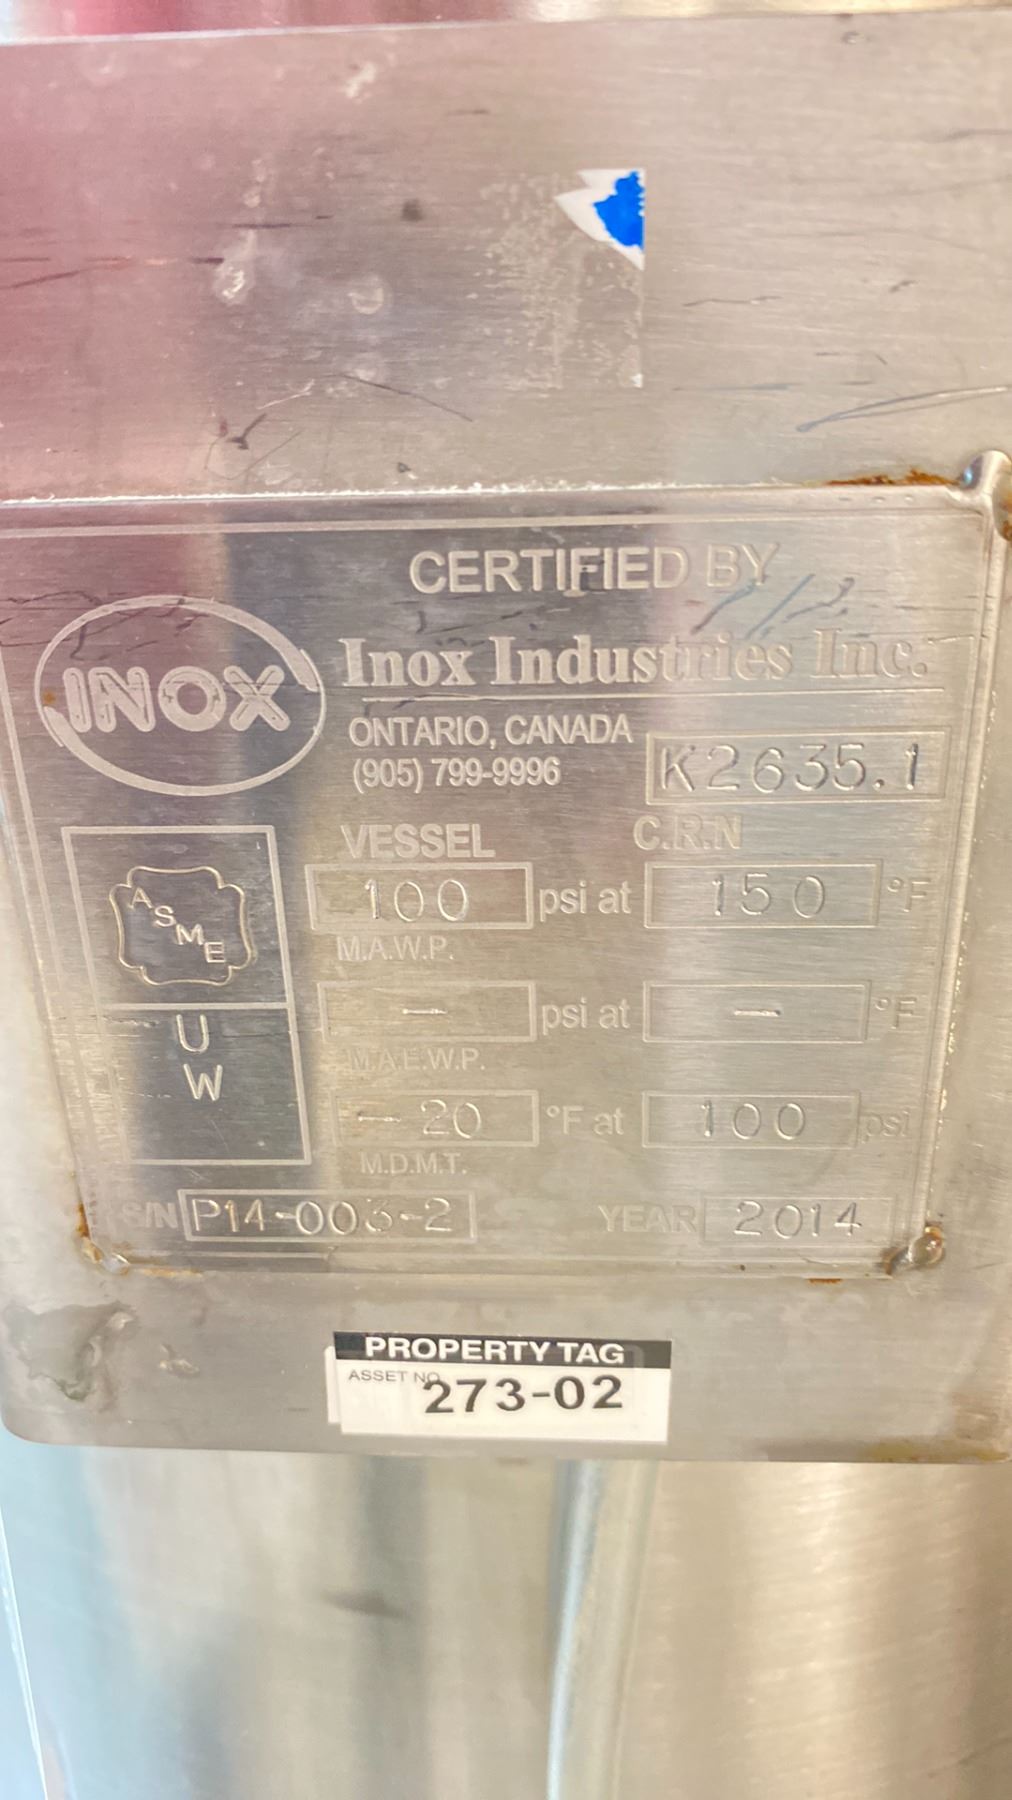 CERTIFIED BY
INOX
Inox Industries Inc.
ONTARIO, CANADA
(905) 799-9996
K2635.1
C.R.N
VESSEL
100 psi at 150 °F
M.A.W.P.
- psi at - °F
M.A.E.W.P.
-20 °F at 100 psi
M.D.M.T.
ASME
U
W
S/N P14-003-2 YEAR 2014
PROPERTY TAG
ASSET NO.
273-02